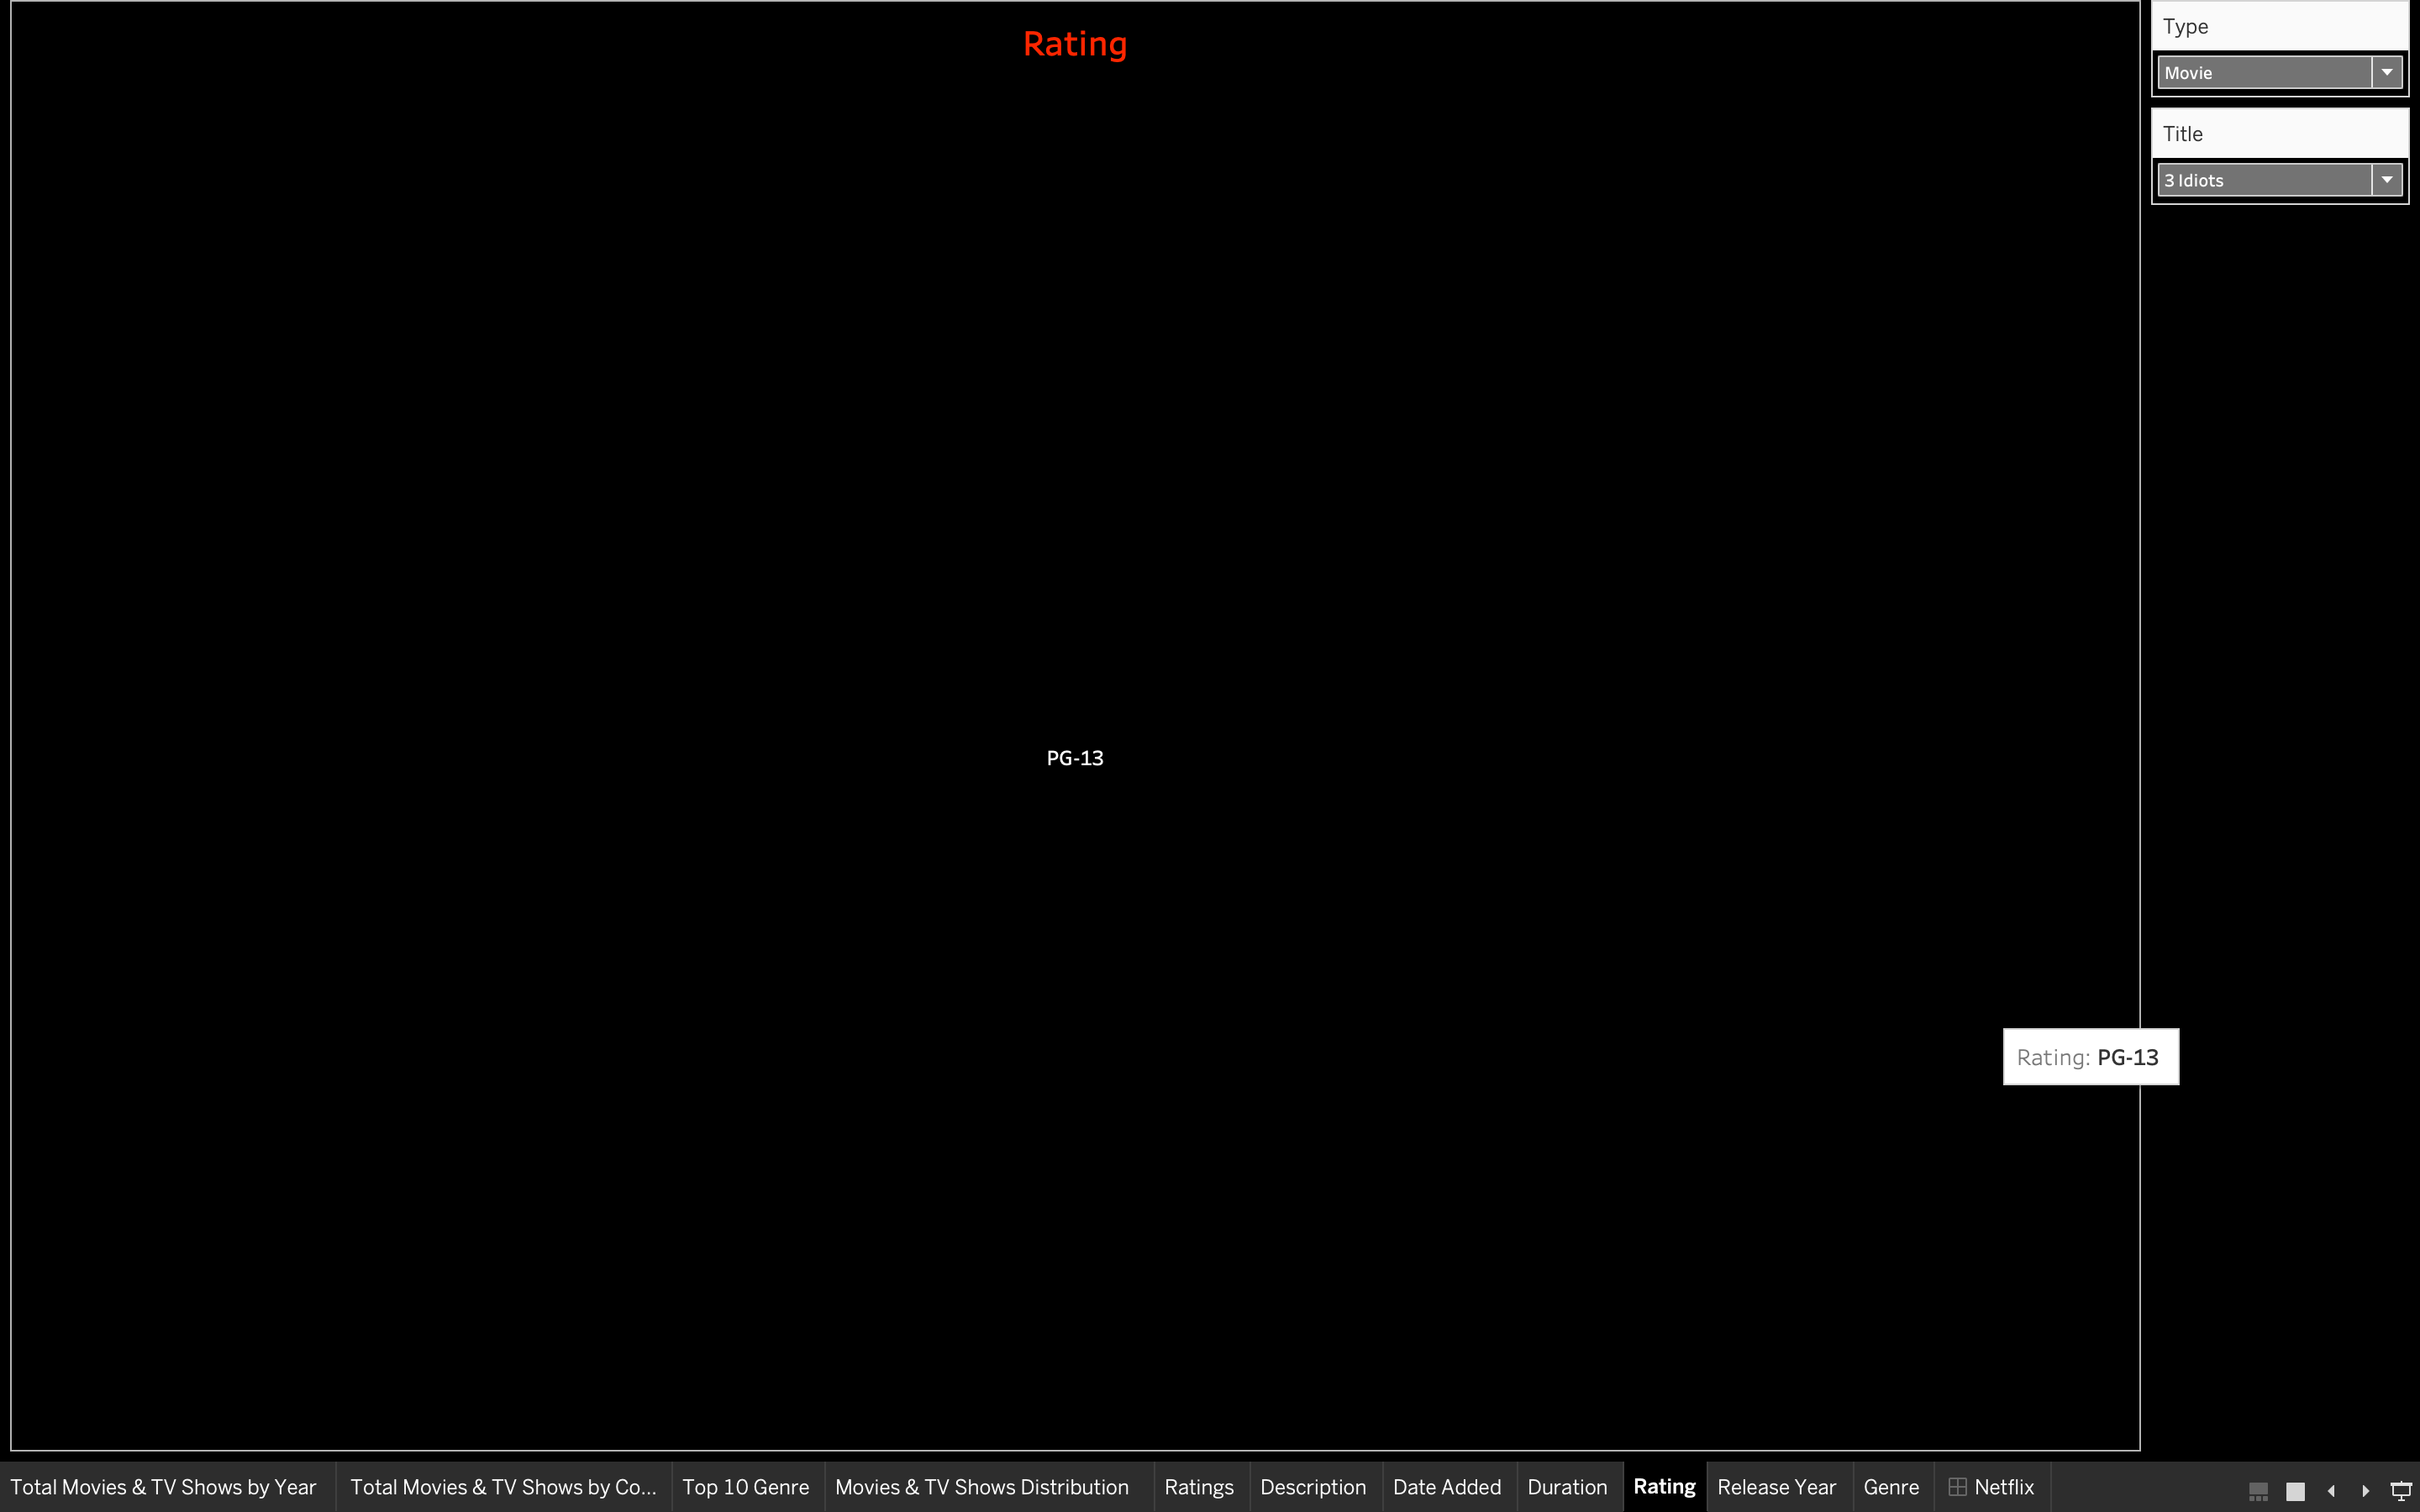 Rating
Type
Movie
Title
3 Idiots
PG-13
Rating: PG-13
Total Movies & TV Shows by Year
Total Movies & TV Shows by Co...
Top 10 Genre
Movies & TV Shows Distribution
Ratings
Description
Date Added
Duration
Rating
Release Year
Genre
Netflix